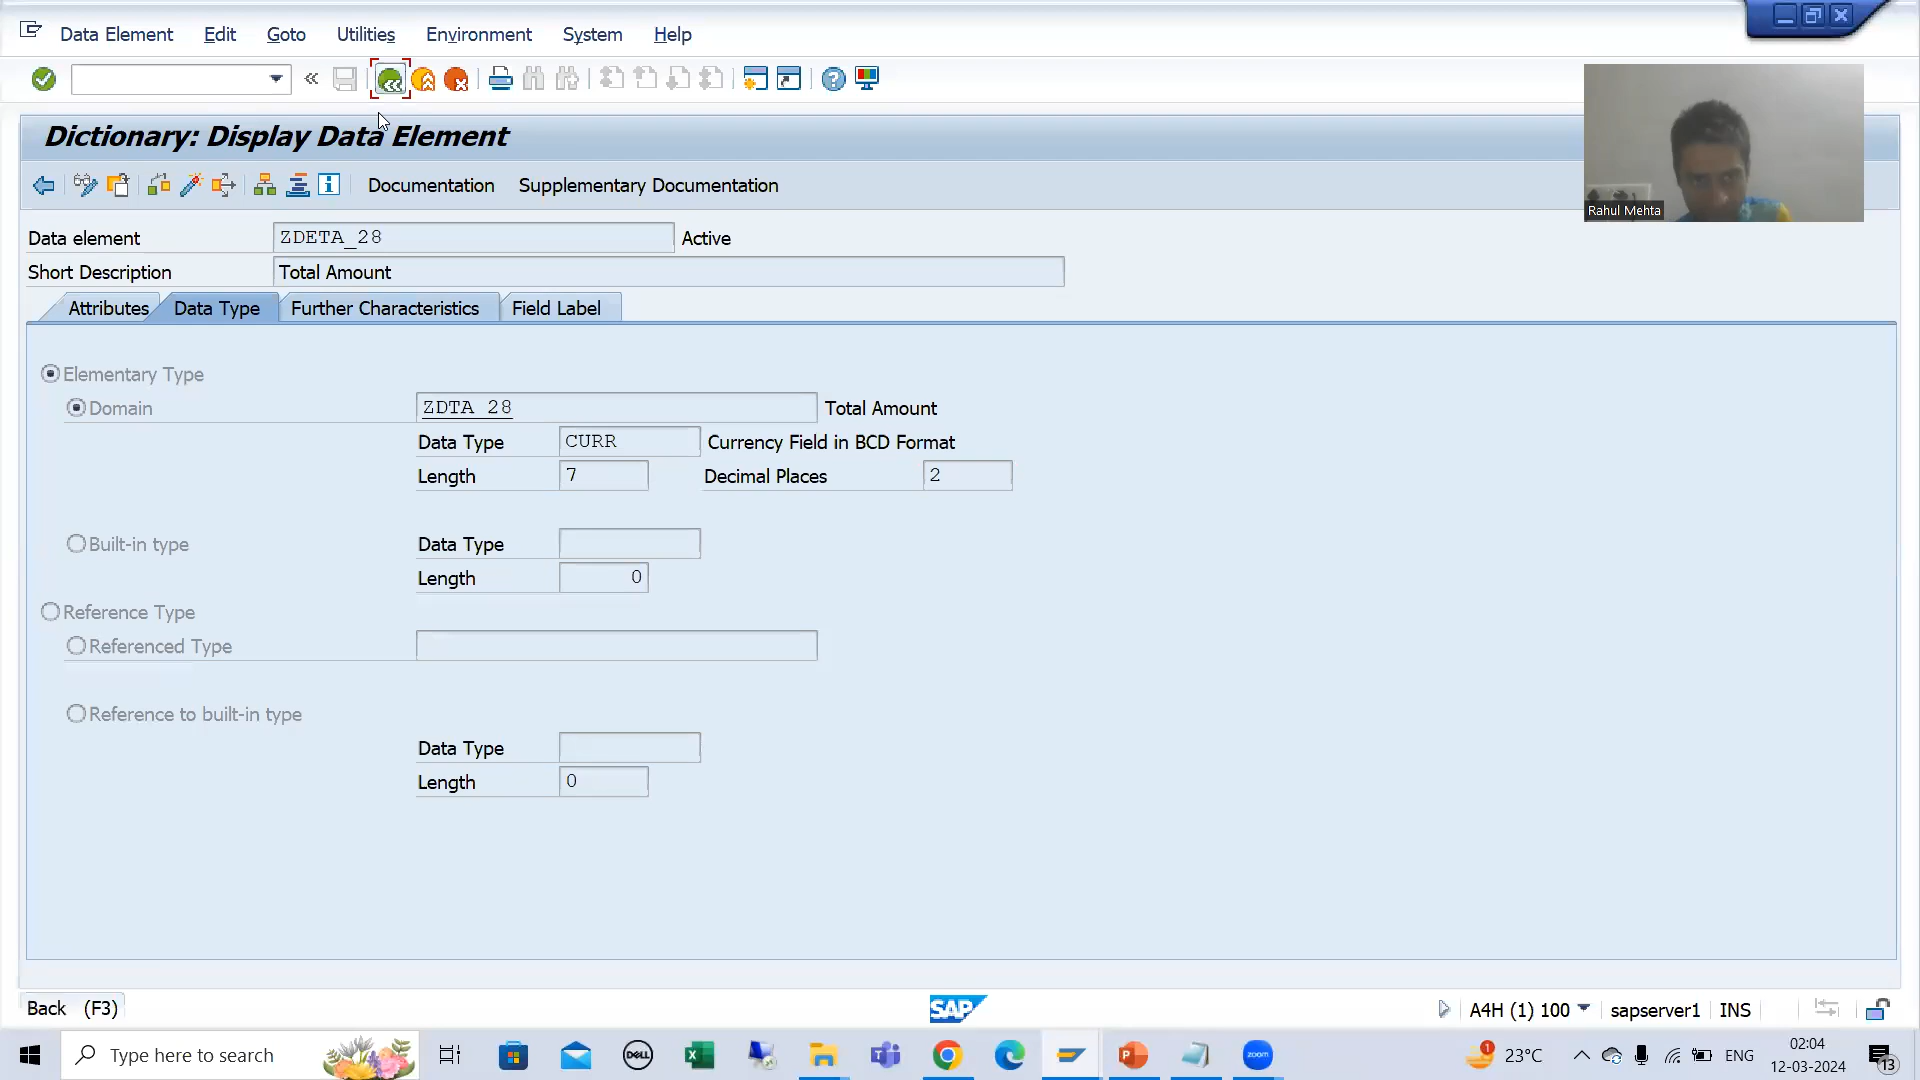 Data Element Edit Goto Utilities Environment System Help
Dictionary: Display Data Element
Documentation Supplementary Documentation
Rahul Mehta
Data element ZDETA_28 Active
Short Description Total Amount
Attributes Data Type Further Characteristics Field Label
Elementary Type
Domain ZDTA_28 Total Amount
Data Type CURR Currency Field in BCD Format
Length 7 Decimal Places 2
Built-in type Data Type
Length 0
Reference Type
Referenced Type
Reference to built-in type
Data Type
Length 0
Back (F3) SAP A4H (1) 100 sapserver1 INS
Type here to search DELL zoom 1 23°C ENG 02:04
12-03-2024 13